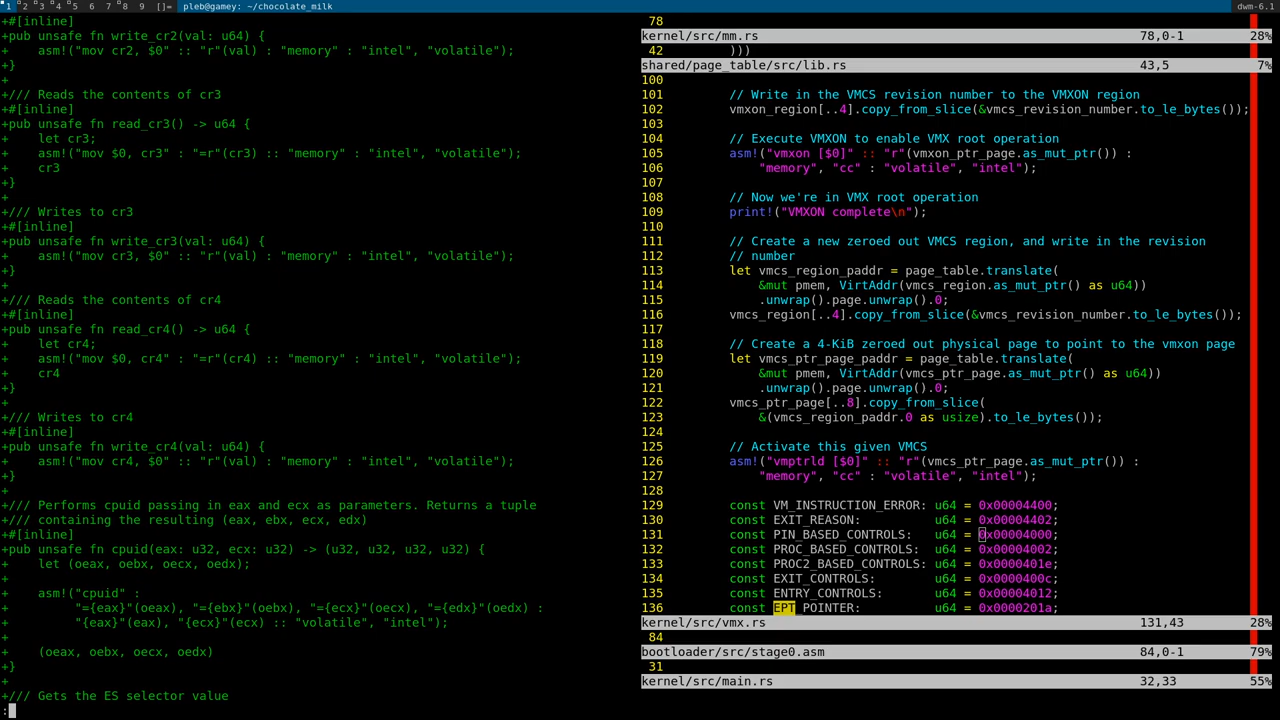 1 2 3 4 5 6 7 8 9 []= pleb@gamey: ~/chocolate_milk dwm-6.1
+#[inline]
+pub unsafe fn write_cr2(val: u64) {
+    asm!("mov cr2, $0" :: "r"(val) : "memory" : "intel", "volatile");
+}
+
+/// Reads the contents of cr3
+#[inline]
+pub unsafe fn read_cr3() -> u64 {
+    let cr3;
+    asm!("mov $0, cr3" : "=r"(cr3) :: "memory" : "intel", "volatile");
+    cr3
+}
+
+/// Writes to cr3
+#[inline]
+pub unsafe fn write_cr3(val: u64) {
+    asm!("mov cr3, $0" :: "r"(val) : "memory" : "intel", "volatile");
+}
+
+/// Reads the contents of cr4
+#[inline]
+pub unsafe fn read_cr4() -> u64 {
+    let cr4;
+    asm!("mov $0, cr4" : "=r"(cr4) :: "memory" : "intel", "volatile");
+    cr4
+}
+
+/// Writes to cr4
+#[inline]
+pub unsafe fn write_cr4(val: u64) {
+    asm!("mov cr4, $0" :: "r"(val) : "memory" : "intel", "volatile");
+}
+
+/// Performs cpuid passing in eax and ecx as parameters. Returns a tuple
+/// containing the resulting (eax, ebx, ecx, edx)
+#[inline]
+pub unsafe fn cpuid(eax: u32, ecx: u32) -> (u32, u32, u32, u32) {
+    let (oeax, oebx, oecx, oedx);
+
+    asm!("cpuid" :
+         "={eax}"(oeax), "={ebx}"(oebx), "={ecx}"(oecx), "={edx}"(oedx) :
+         "{eax}"(eax), "{ecx}"(ecx) :: "volatile", "intel");
+
+    (oeax, oebx, oecx, oedx)
+}
+
+/// Gets the ES selector value
:
78
kernel/src/mm.rs 78,0-1 28%
42         )))
shared/page_table/src/lib.rs 43,5 7%
100
101         // Write in the VMCS revision number to the VMXON region
102         vmxon_region[..4].copy_from_slice(&vmcs_revision_number.to_le_bytes());
103
104         // Execute VMXON to enable VMX root operation
105         asm!("vmxon [$0]" :: "r"(vmxon_ptr_page.as_mut_ptr()) :
106             "memory", "cc" : "volatile", "intel");
107
108         // Now we're in VMX root operation
109         print!("VMXON complete\n");
110
111         // Create a new zeroed out VMCS region, and write in the revision
112         // number
113         let vmcs_region_paddr = page_table.translate(
114             &mut pmem, VirtAddr(vmcs_region.as_mut_ptr() as u64))
115             .unwrap().page.unwrap().0;
116         vmcs_region[..4].copy_from_slice(&vmcs_revision_number.to_le_bytes());
117
118         // Create a 4-KiB zeroed out physical page to point to the vmxon page
119         let vmcs_ptr_page_paddr = page_table.translate(
120             &mut pmem, VirtAddr(vmcs_ptr_page.as_mut_ptr() as u64))
121             .unwrap().page.unwrap().0;
122         vmcs_ptr_page[..8].copy_from_slice(
123             &(vmcs_region_paddr.0 as usize).to_le_bytes());
124
125         // Activate this given VMCS
126         asm!("vmptrld [$0]" :: "r"(vmcs_ptr_page.as_mut_ptr()) :
127             "memory", "cc" : "volatile", "intel");
128
129         const VM_INSTRUCTION_ERROR: u64 = 0x00004400;
130         const EXIT_REASON:          u64 = 0x00004402;
131         const PIN_BASED_CONTROLS:   u64 = 0x00004000;
132         const PROC_BASED_CONTROLS:  u64 = 0x00004002;
133         const PROC2_BASED_CONTROLS: u64 = 0x0000401e;
134         const EXIT_CONTROLS:        u64 = 0x0000400c;
135         const ENTRY_CONTROLS:       u64 = 0x00004012;
136         const EPT_POINTER:          u64 = 0x0000201a;
kernel/src/vmx.rs 131,43 28%
84
bootloader/src/stage0.asm 84,0-1 79%
31
kernel/src/main.rs 32,33 55%